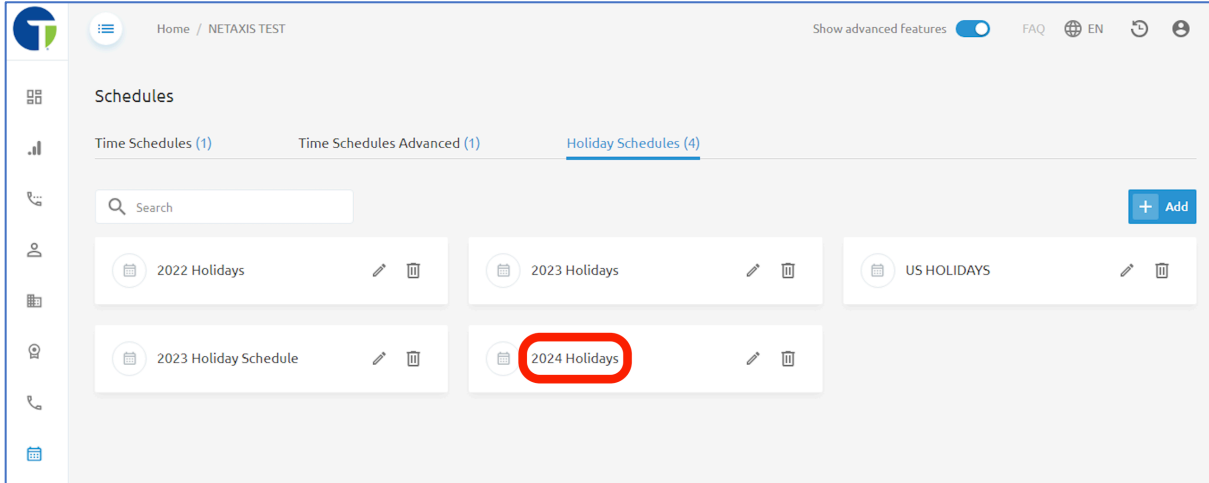 Home / NETAXIS TEST
Show advanced features
FAQ
EN
Schedules
Time Schedules (1)
Time Schedules Advanced (1)
Holiday Schedules (4)
Search
Add
2022 Holidays
2023 Holidays
US HOLIDAYS
2023 Holiday Schedule
2024 Holidays